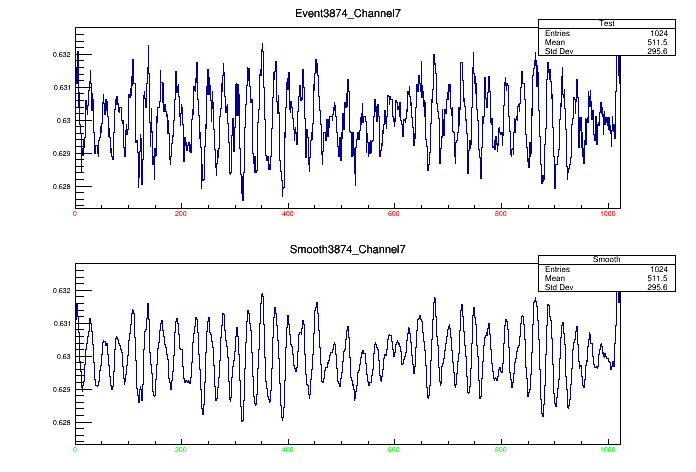 Event3874_Channel7
Test
Entries 1024
Mean 511.5
Std Dev 295.6
0.632
0.631
0.63
0.629
0.628
0 200 400 600 800 1000
Smooth3874_Channel7
Smooth
Entries 1024
Mean 511.5
Std Dev 295.6
0.632
0.631
0.63
0.629
0.628
0 200 400 600 800 1000